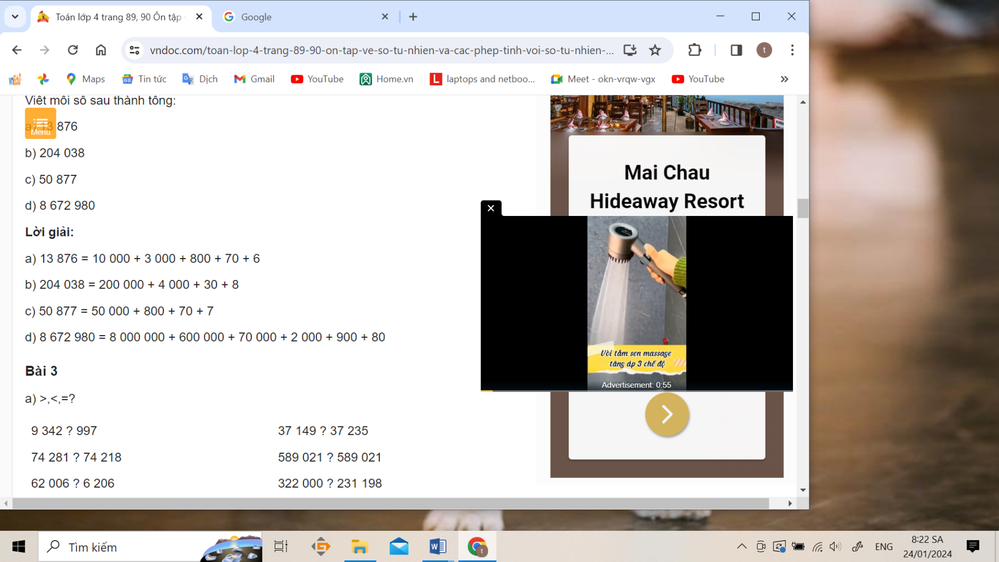 Toán lớp 4 trang 89, 90 Ôn tập
Google
vndoc.com/toan-lop-4-trang-89-90-on-tap-ve-so-tu-nhien-va-cac-phep-tinh-voi-so-tu-nhien-...
t
Maps
Tin tức
Dịch
Gmail
YouTube
Home.vn
laptops and netboo...
Meet - okn-vrqw-vgx
YouTube
Viết mỗi số sau thành tổng:
a) 13 876
Menu
b) 204 038
c) 50 877
d) 8 672 980
Lời giải:
a) 13 876 = 10 000 + 3 000 + 800 + 70 + 6
b) 204 038 = 200 000 + 4 000 + 30 + 8
c) 50 877 = 50 000 + 800 + 70 + 7
d) 8 672 980 = 8 000 000 + 600 000 + 70 000 + 2 000 + 900 + 80
Bài 3
a) >,<,=?
9 342 ? 997
37 149 ? 37 235
74 281 ? 74 218
589 021 ? 589 021
62 006 ? 6 206
322 000 ? 231 198
Mai Chau
Hideaway Resort
Vòi tắm sen massage
tăng áp 3 chế độ
Advertisement: 0:55
Tìm kiếm
t
ENG
8:22 SA
24/01/2024